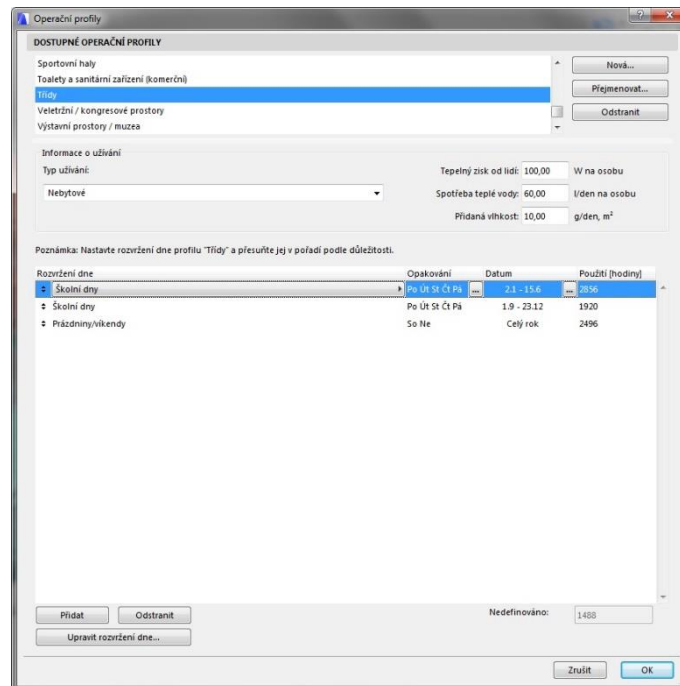 Operační profily
DOSTUPNÉ OPERAČNÍ PROFILY
Sportovní haly
Toalety a sanitární zařízení (komerční)
Třídy
Veletržní / kongresové prostory
Výstavní prostory / muzea
Nová...
Přejmenovat...
Odstranit
Informace o užívání
Typ užívání:
Nebytové
Tepelný zisk od lidí: 100,00 W na osobu
Spotřeba teplé vody: 60,00 l/den na osobu
Přidaná vlhkost: 10,00 g/den, m²
Poznámka: Nastavte rozvržení dne profilu "Třídy" a přesuňte jej v pořadí podle důležitosti.
Rozvržení dne Opakování Datum Použití [hodiny]
Školní dny Po Út St Čt Pá ... 2.1 - 15.6 ... 2856
Školní dny Po Út St Čt Pá 1.9 - 23.12 1920
Prázdniny/víkendy So Ne Celý rok 2496
Přidat Odstranit Nedefinováno: 1488
Upravit rozvržení dne...
Zrušit OK